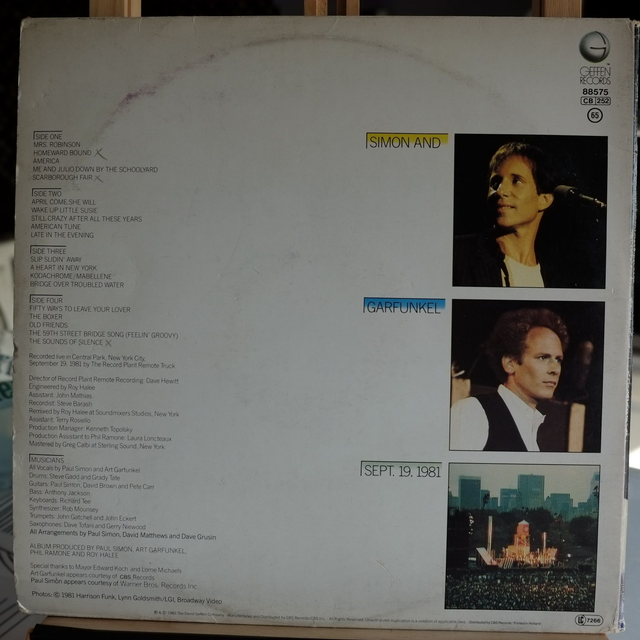 GEFFEN
RECORDS
88575
CB 252
65
SIDE ONE
MRS. ROBINSON
HOMEWARD BOUND
AMERICA
ME AND JULIO DOWN BY THE SCHOOLYARD
SCARBOROUGH FAIR
SIDE TWO
APRIL COME SHE WILL
WAKE UP LITTLE SUSIE
STILL CRAZY AFTER ALL THESE YEARS
AMERICAN TUNE
LATE IN THE EVENING
SIDE THREE
SLIP SLIDIN' AWAY
A HEART IN NEW YORK
KODACHROME/MABELLENE
BRIDGE OVER TROUBLED WATER
SIDE FOUR
FIFTY WAYS TO LEAVE YOUR LOVER
THE BOXER
OLD FRIENDS
THE 59TH STREET BRIDGE SONG (FEELIN' GROOVY)
THE SOUNDS OF SILENCE
Recorded live in Central Park, New York City,
September 19, 1981 by The Record Plant Remote Truck
Director of Record Plant Remote Recording: Dave Hewitt
Engineered by Roy Halee
Assistant: John Mathias
Recordist: Steve Barash
Remixed by Roy Halee at Soundmixers Studios, New York
Assistant: Terry Rosiello
Production Manager: Kenneth Topolsky
Production Assistant to Phil Ramone: Laura Loncteaux
Mastered by Greg Calbi at Sterling Sound, New York
MUSICIANS
All Vocals by Paul Simon and Art Garfunkel
Drums: Steve Gadd and Grady Tate
Guitars: Paul Simon, David Brown and Pete Carr
Bass: Anthony Jackson
Keyboards: Richard Tee
Synthesizer: Rob Mounsey
Trumpets: John Gatchell and John Eckert
Saxophones: Dave Tofani and Gerry Niewood
All Arrangements by Paul Simon, David Matthews and Dave Grusin
ALBUM PRODUCED BY PAUL SIMON, ART GARFUNKEL,
PHIL RAMONE AND ROY HALEE
Special thanks to Mayor Edward Koch and Lorne Michaels
Art Garfunkel appears courtesy of CBS Records
Paul Simon appears courtesy of Warner Bros. Records Inc.
Photos: © 1981 Harrison Funk, Lynn Goldsmith/LGI, Broadway Video
SIMON AND
GARFUNKEL
SEPT. 19, 1981
7266